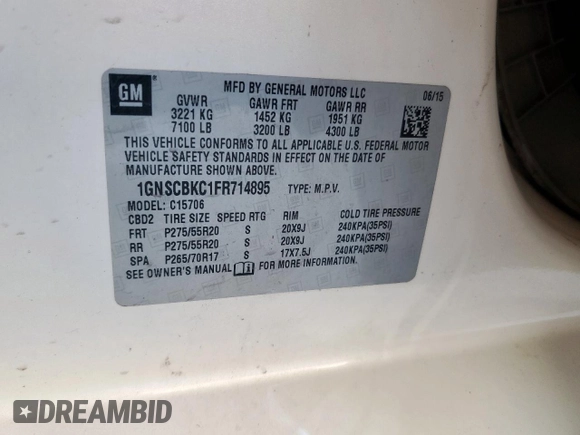 GM
MFD BY GENERAL MOTORS LLC
06/15
GVWR GAWR FRT GAWR RR
3221 KG 1452 KG 1951 KG
7100 LB 3200 LB 4300 LB
THIS VEHICLE CONFORMS TO ALL APPLICABLE U.S. FEDERAL MOTOR
VEHICLE SAFETY STANDARDS IN EFFECT ON THE DATE OF
MANUFACTURE SHOWN ABOVE.
1GNSCBKC1FR714895 TYPE: M.P.V.
MODEL: C15706
CBD2 TIRE SIZE SPEED RTG RIM COLD TIRE PRESSURE
FRT P275/55R20 S 20X9J 240KPA(35PSI)
RR P275/55R20 S 20X9J 240KPA(35PSI)
SPA P265/70R17 S 17X7.5J 240KPA(35PSI)
SEE OWNER'S MANUAL FOR MORE INFORMATION.
DREAMBID